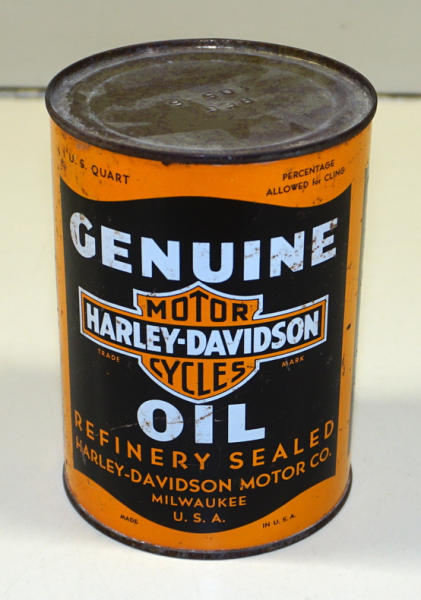 U.S. QUART
PERCENTAGE
ALLOWED for CLING
GENUINE
MOTOR
HARLEY-DAVIDSON
TRADE MARK
CYCLES
OIL
REFINERY SEALED
HARLEY-DAVIDSON MOTOR CO.
MILWAUKEE
U.S.A.
MADE IN U.S.A.